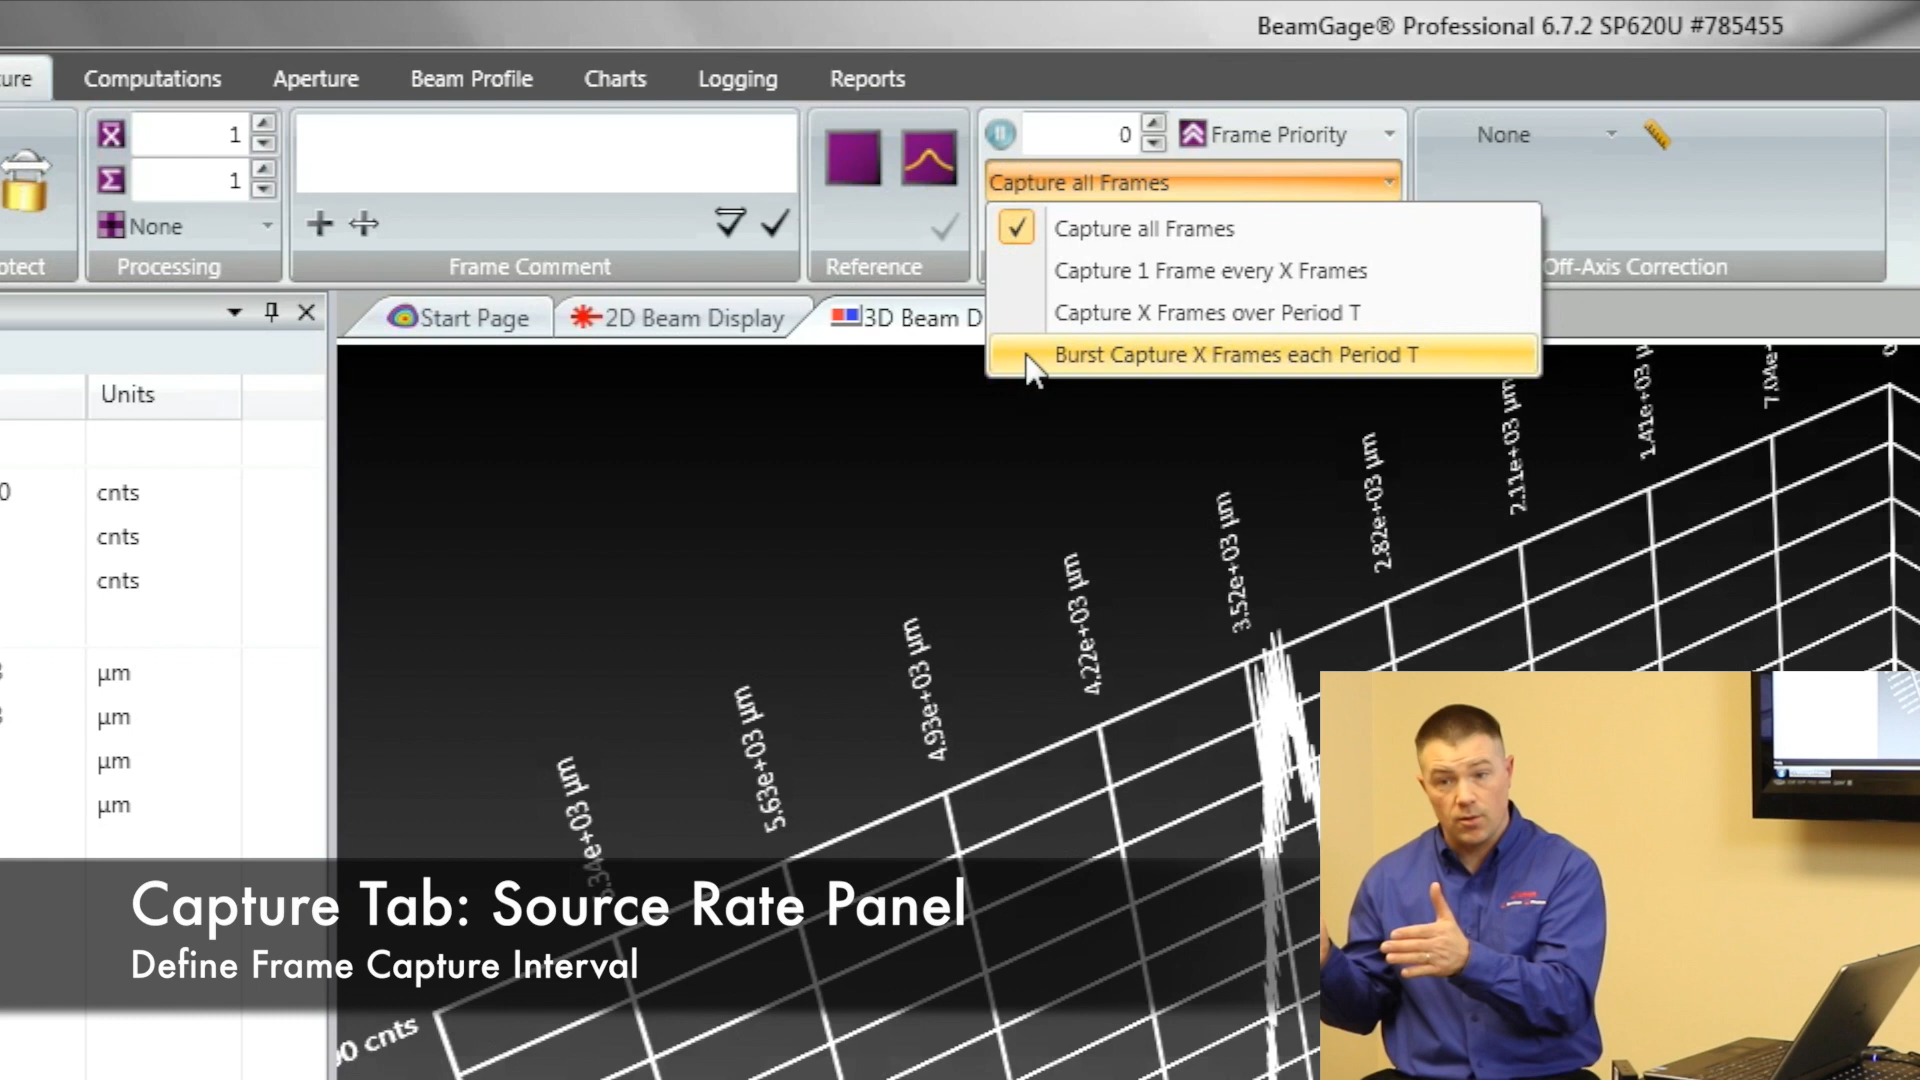 BeamGage® Professional 6.7.2 SP620U #785455
ure
Computations
Aperture
Beam Profile
Charts
Logging
Reports
1
0
Frame Priority
None
1
Capture all Frames
None
Capture all Frames
Capture 1 Frame every X Frames
Capture X Frames over Period T
Burst Capture X Frames each Period T
otect
Processing
Frame Comment
Reference
Off-Axis Correction
Start Page
2D Beam Display
3D Beam D
Units
0
cnts
cnts
cnts
µm
µm
µm
µm
7.04e+
1.41e+03 µ
2.11e+03 µm
2.82e+03 µm
3.52e+03 µm
4.22e+03 µm
4.93e+03 µm
5.63e+03 µm
.34e+03 µm
00 cnts
Capture Tab: Source Rate Panel
Define Frame Capture Interval